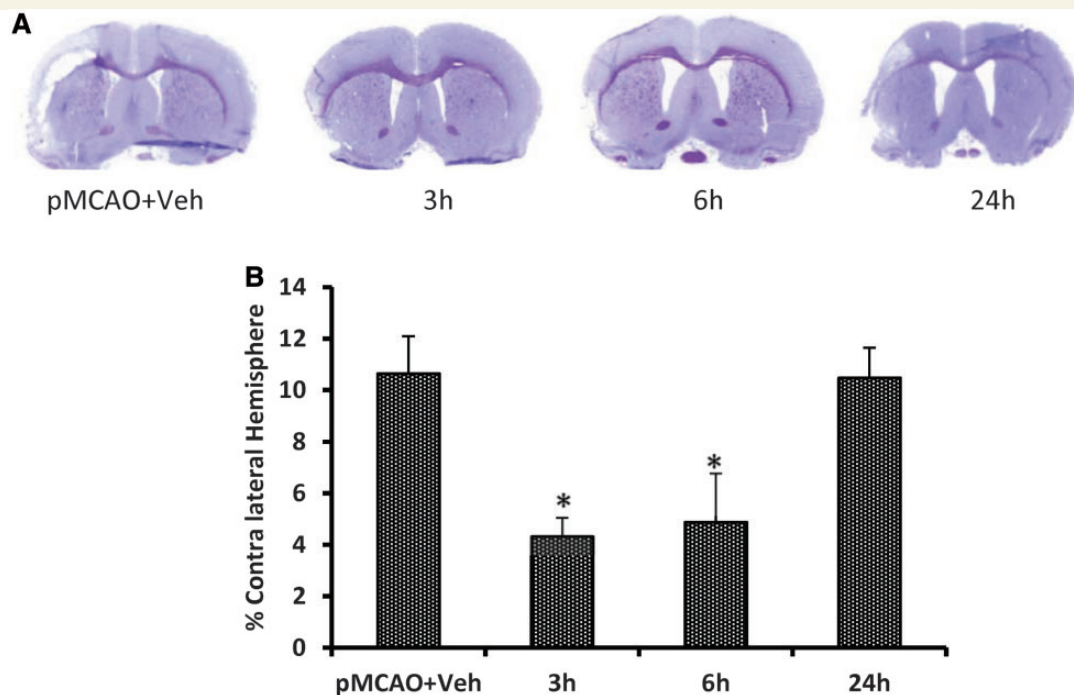 A
pMCAO+Veh 3h 6h 24h
B
% Contra lateral Hemisphere
14
12
10
8
6
4
2
0
* *
pMCAO+Veh 3h 6h 24h